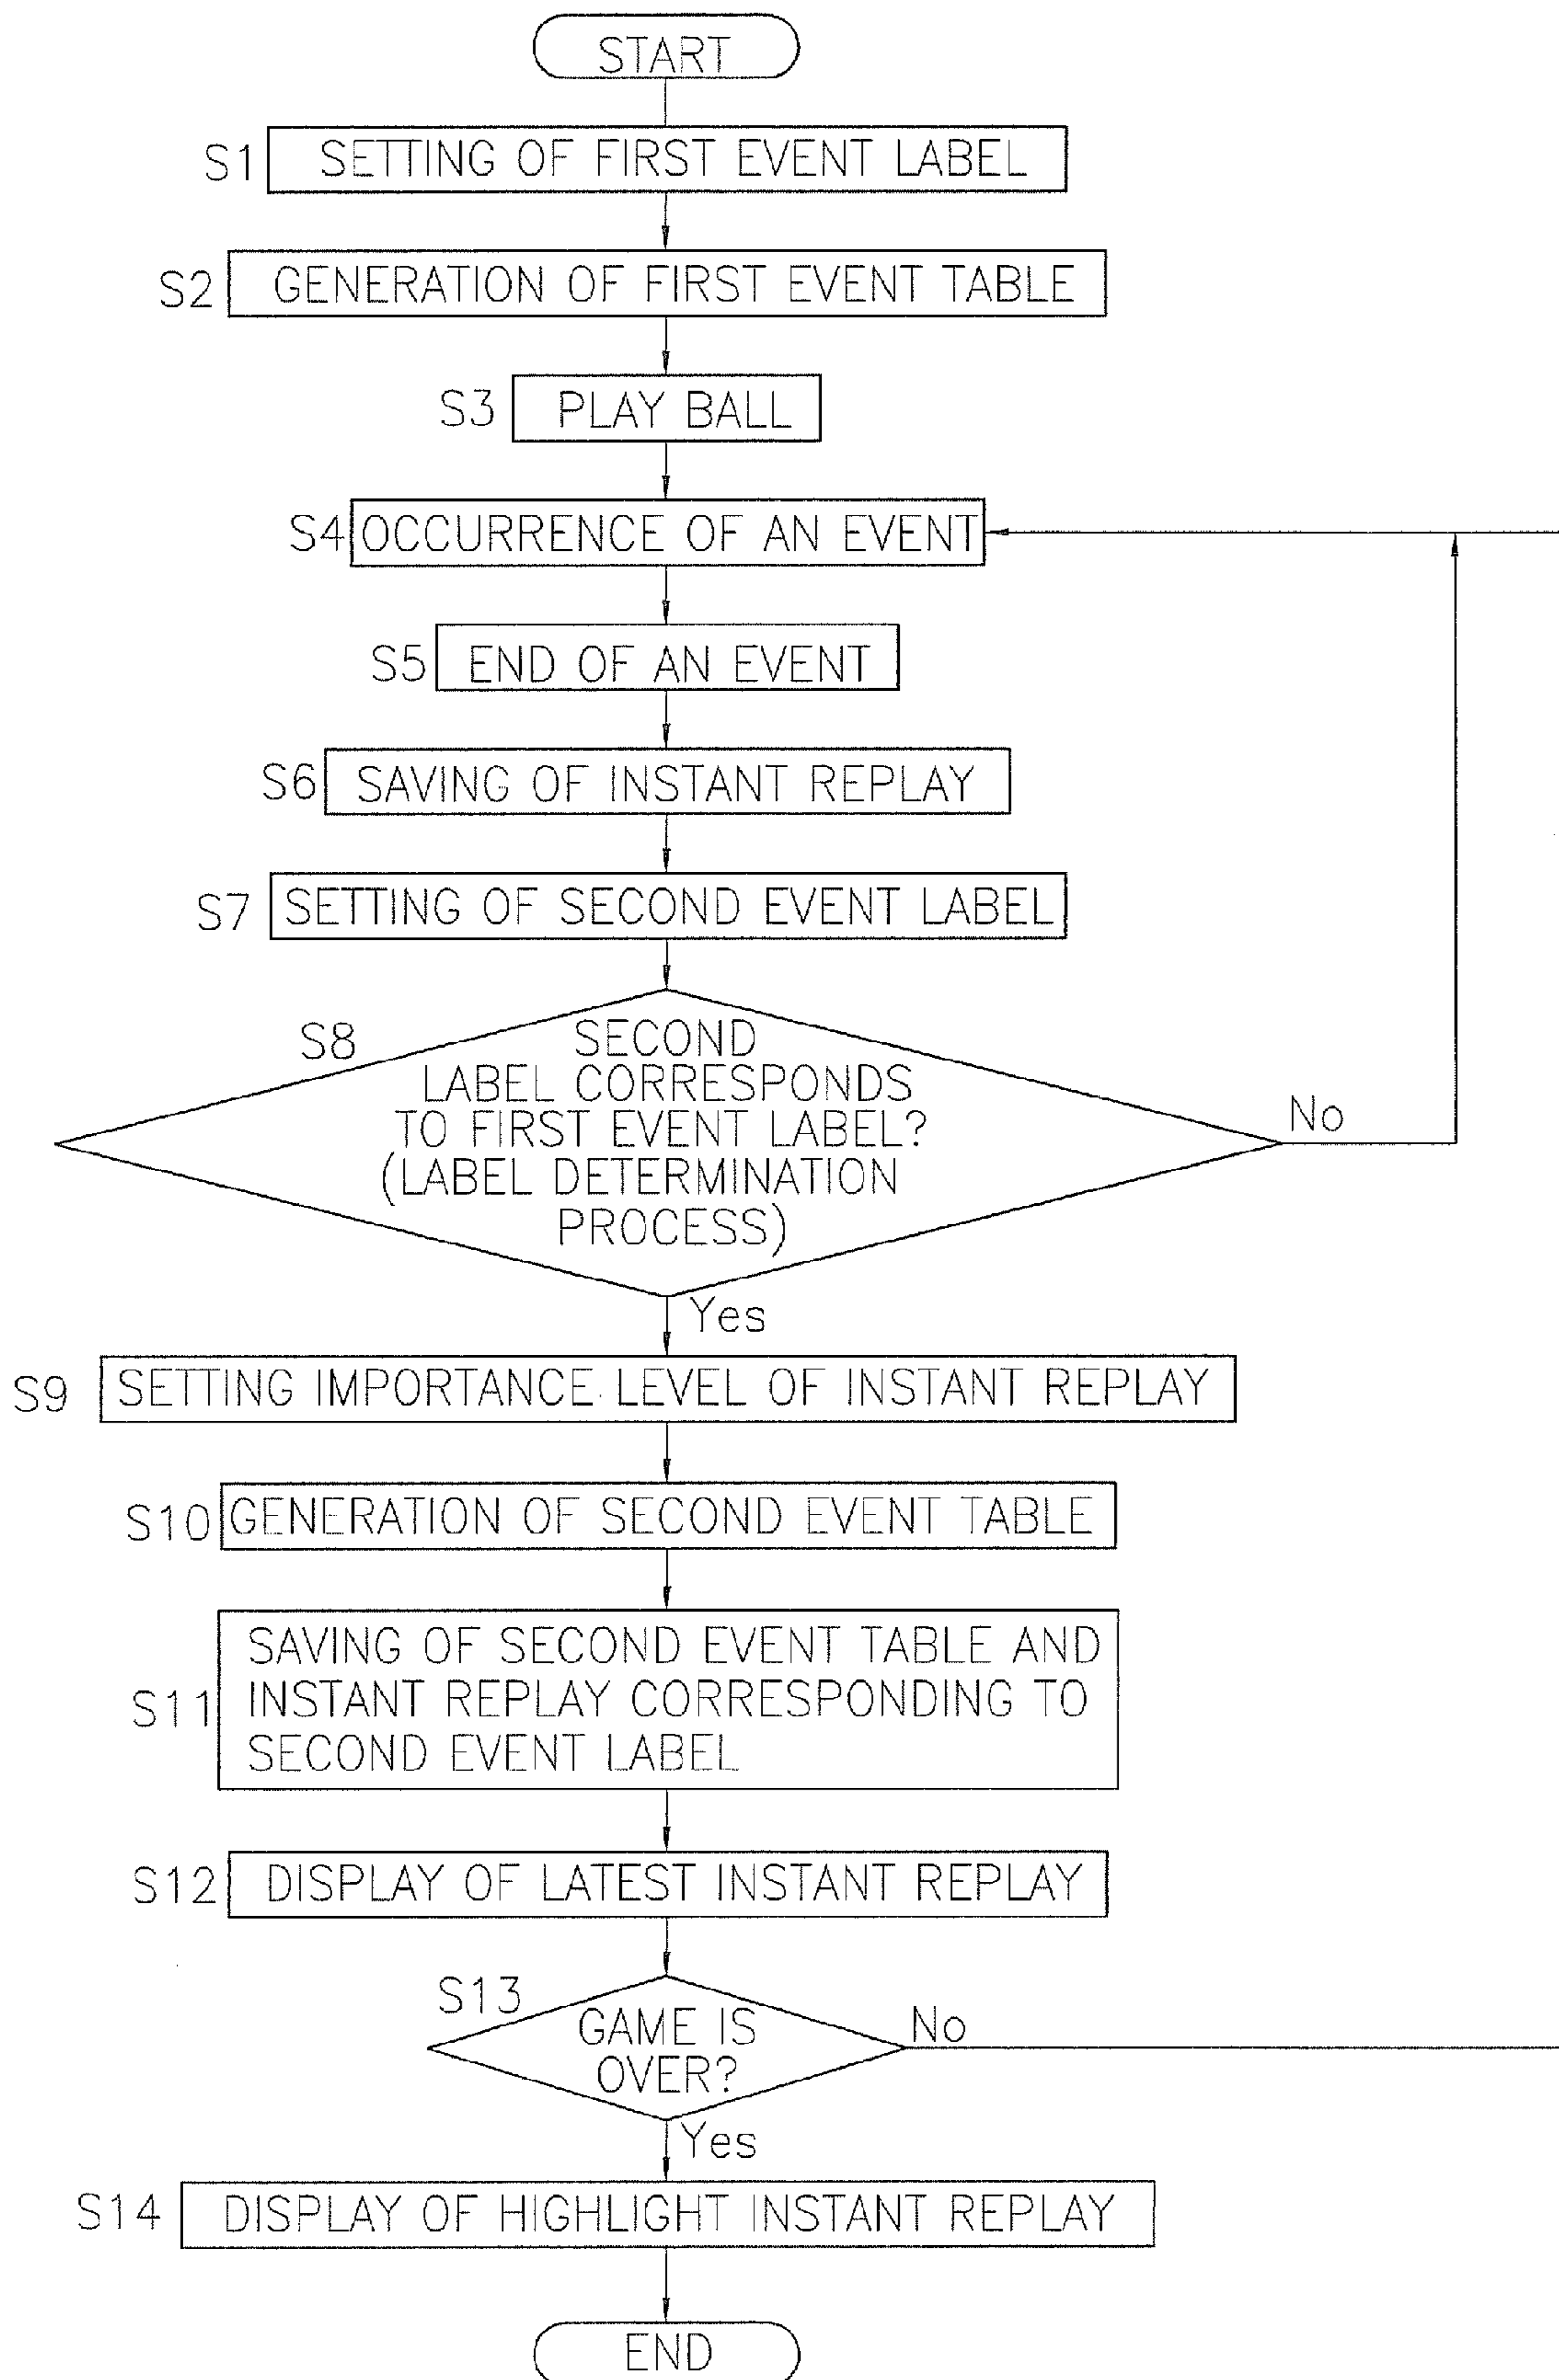 START
S1 SETTING OF FIRST EVENT LABEL
S2 GENERATION OF FIRST EVENT TABLE
S3 PLAY BALL
S4 OCCURRENCE OF AN EVENT
S5 END OF AN EVENT
S6 SAVING OF INSTANT REPLAY
S7 SETTING OF SECOND EVENT LABEL
S8
SECOND
LABEL CORRESPONDS
TO FIRST EVENT LABEL?
(LABEL DETERMINATION
PROCESS)
No
Yes
S9 SETTING IMPORTANCE LEVEL OF INSTANT REPLAY
S10 GENERATION OF SECOND EVENT TABLE
S11
SAVING OF SECOND EVENT TABLE AND
INSTANT REPLAY CORRESPONDING TO
SECOND EVENT LABEL
S12 DISPLAY OF LATEST INSTANT REPLAY
S13
GAME IS
OVER?
No
Yes
S14 DISPLAY OF HIGHLIGHT INSTANT REPLAY
END